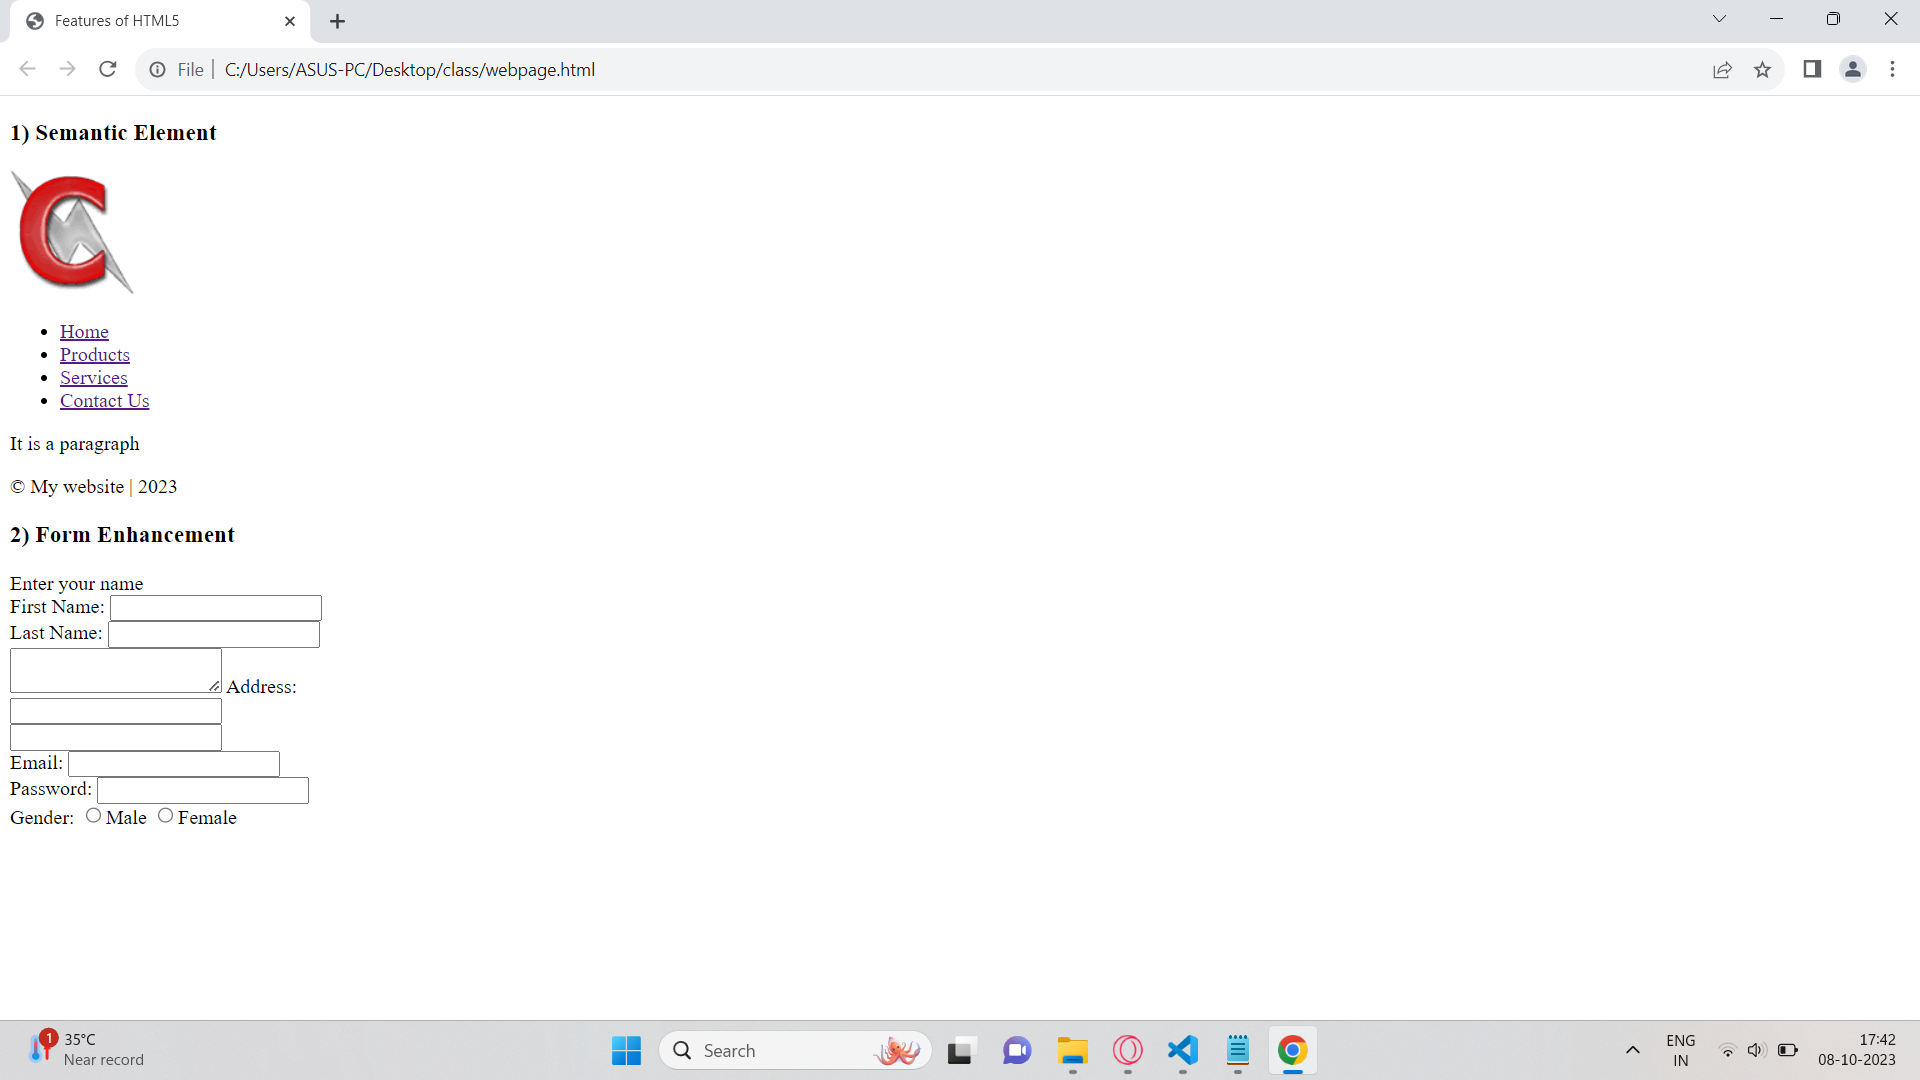 Features of HTML5
File | C:/Users/ASUS-PC/Desktop/class/webpage.html
1) Semantic Element
C
Home
Products
Services
Contact Us
It is a paragraph
© My website | 2023
2) Form Enhancement
Enter your name
First Name:
Last Name:
Address:
Email:
Password:
Gender: Male Female
1
35°C
Near record
Search
ENG
IN
17:42
08-10-2023